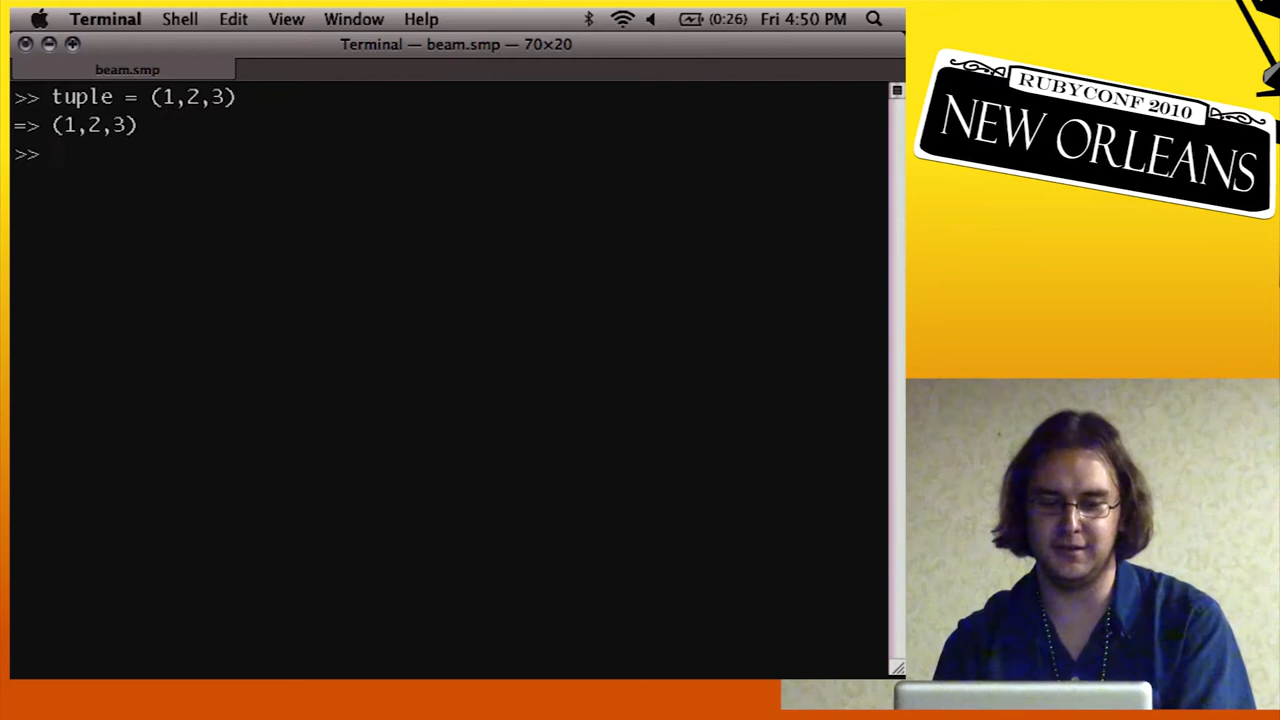 Terminal Shell Edit View Window Help (0:26) Fri 4:50 PM
Terminal — beam.smp — 70×20
beam.smp
>> tuple = (1,2,3)
=> (1,2,3)
>>
RUBYCONF 2010
NEW ORLEANS